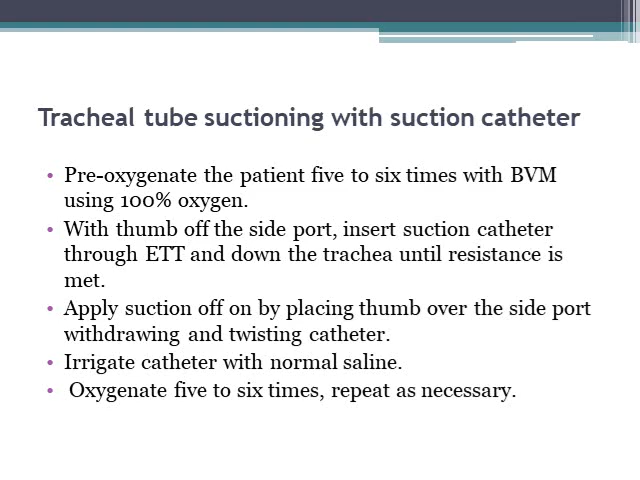 Tracheal tube suctioning with suction catheter
• Pre-oxygenate the patient five to six times with BVM
using 100% oxygen.
• With thumb off the side port, insert suction catheter
through ETT and down the trachea until resistance is
met.
• Apply suction off on by placing thumb over the side port
withdrawing and twisting catheter.
• Irrigate catheter with normal saline.
• Oxygenate five to six times, repeat as necessary.